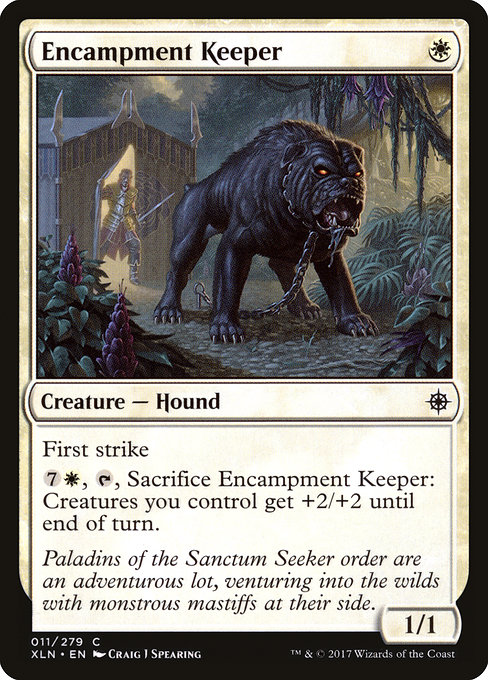 Encampment Keeper
Creature — Hound
First strike
7, Sacrifice Encampment Keeper:
Creatures you control get +2/+2 until
end of turn.
Paladins of the Sanctum Seeker order are
an adventurous lot, venturing into the wilds
with monstrous mastiffs at their side.
1/1
011/279 C
XLN • EN Craig J Spearing
™ & © 2017 Wizards of the Coast